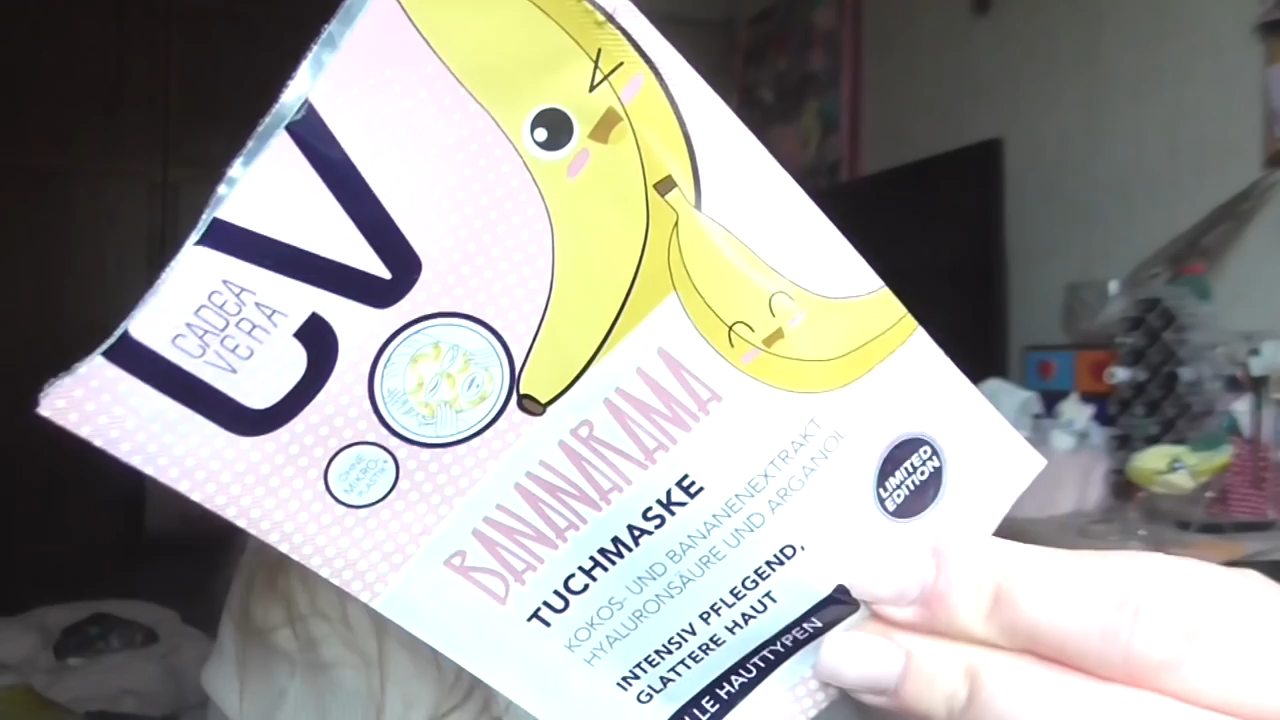 CV
CADEA
VERA
OHNE
MIKRO-
PLASTIK*
BANANARAMA
TUCHMASKE
KOKOS- UND BANANENEXTRAKT
HYALURONSÄURE UND ARGANÖl
INTENSIV PFLEGEND,
GLATTERE HAUT
LLE HAUTTYPEN
LIMITED
EDITION